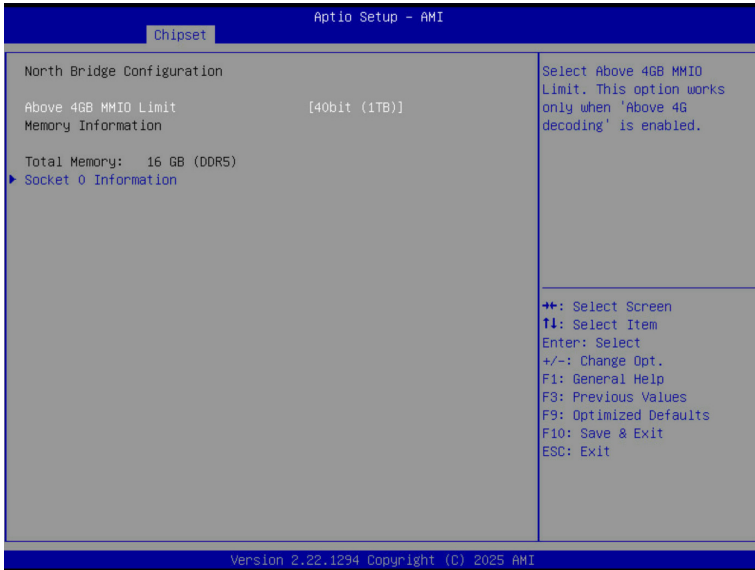 Aptio Setup – AMI
Chipset
North Bridge Configuration
Above 4GB MMIO Limit [40bit (1TB)]
Memory Information
Total Memory: 16 GB (DDR5)
Socket 0 Information
Select Above 4GB MMIO
Limit. This option works
only when 'Above 4G
decoding' is enabled.
→←: Select Screen
↑↓: Select Item
Enter: Select
+/-: Change Opt.
F1: General Help
F3: Previous Values
F9: Optimized Defaults
F10: Save & Exit
ESC: Exit
Version 2.22.1294 Copyright (C) 2025 AMI